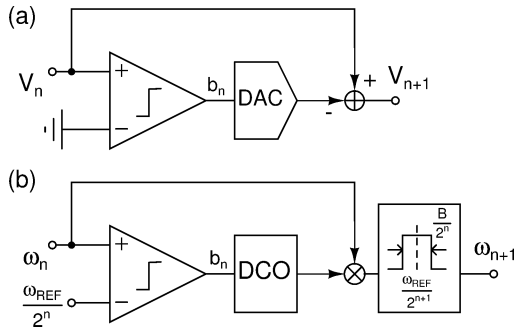 (a)
+
V_n
−
b_n
DAC
+
-
V_{n+1}
(b)
ω_n
+
ω_REF/2^n
−
b_n
DCO
B/2^n
ω_REF/2^{n+1}
ω_{n+1}